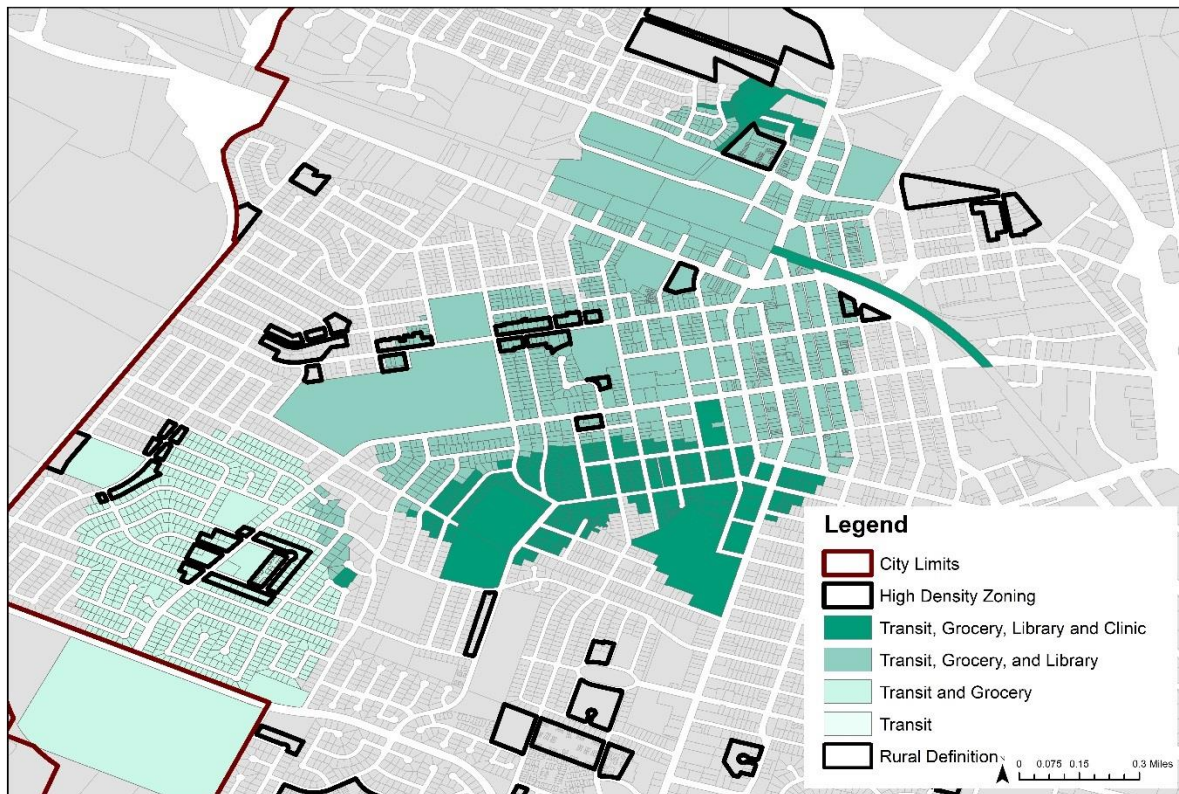 Legend
City Limits
High Density Zoning
Transit, Grocery, Library and Clinic
Transit, Grocery, and Library
Transit and Grocery
Transit
Rural Definition
N
0 0.075 0.15 0.3 Miles